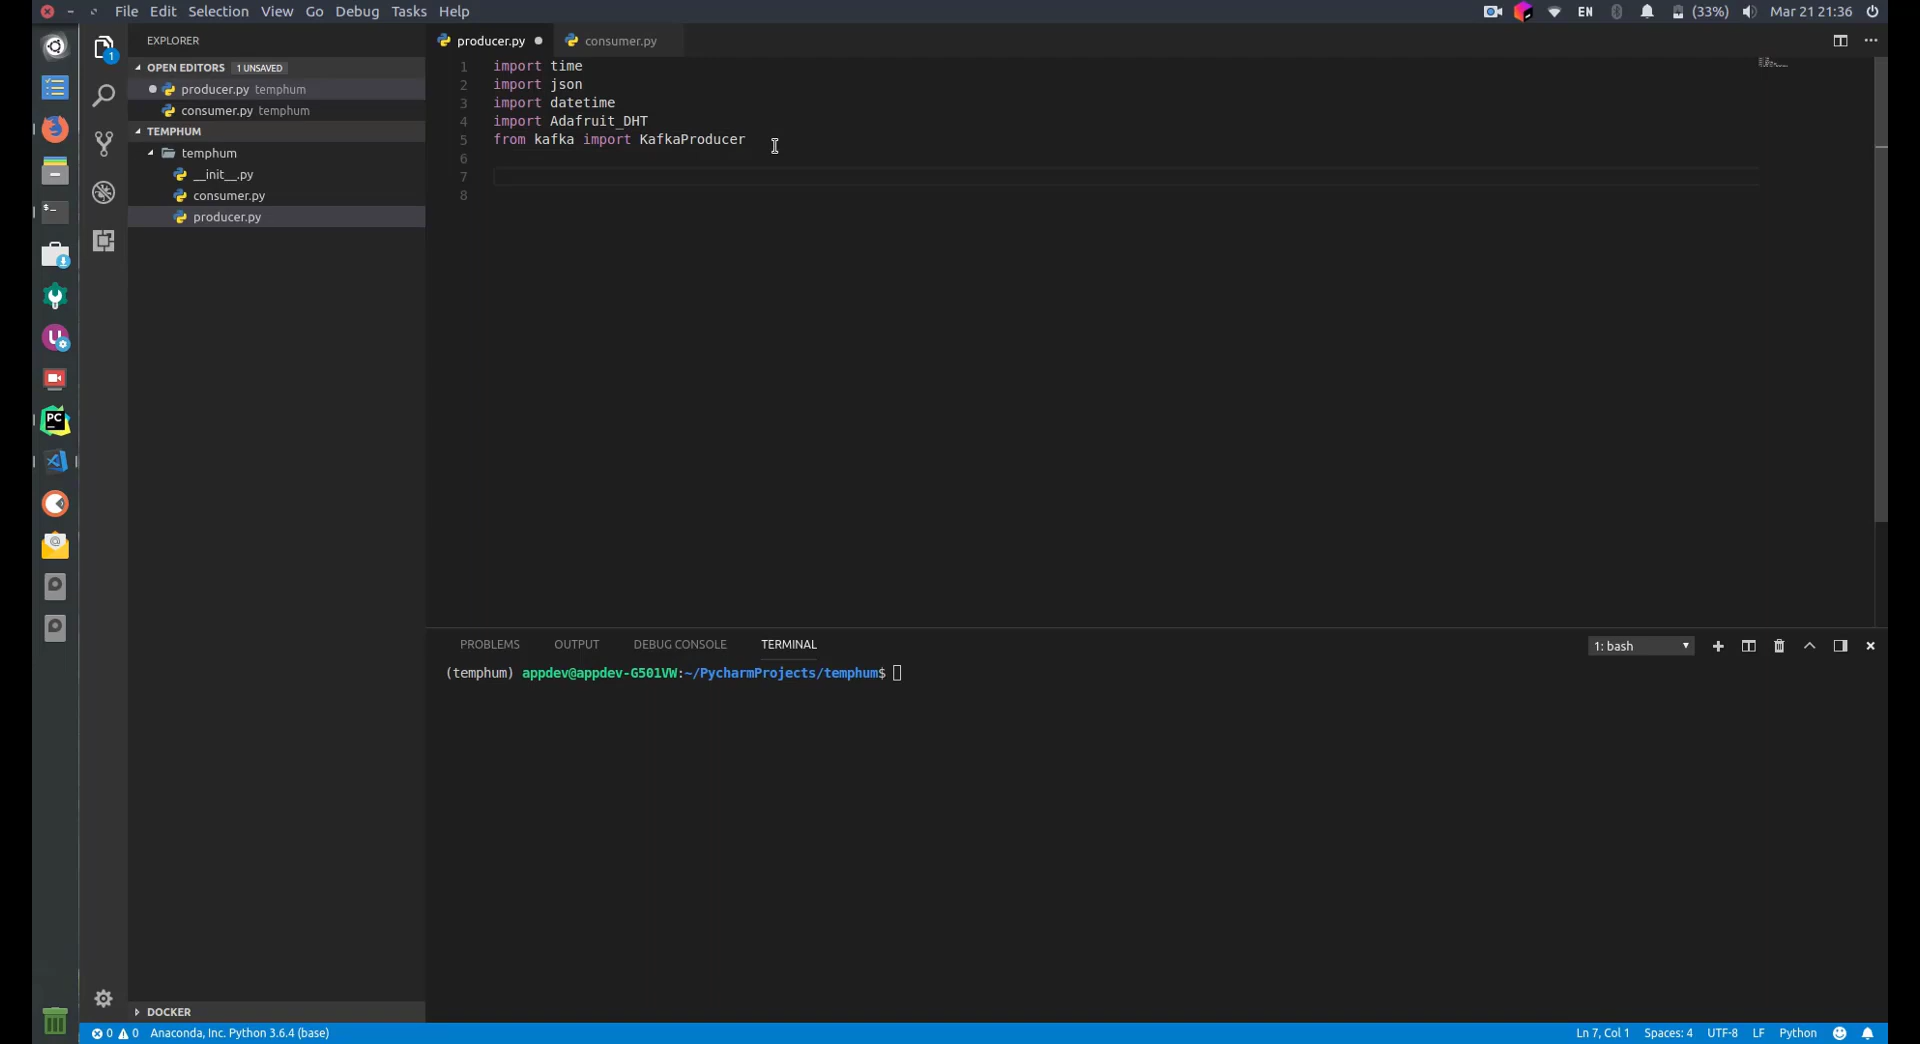 File Edit Selection View Go Debug Tasks Help
EN (33%) Mar 21 21:36
EXPLORER
OPEN EDITORS 1 UNSAVED
producer.py temphum
consumer.py temphum
TEMPHUM
temphum
__init__.py
consumer.py
producer.py
DOCKER
1
producer.py consumer.py
1 import time
2 import json
3 import datetime
4 import Adafruit_DHT
5 from kafka import KafkaProducer
6
7
8
PROBLEMS OUTPUT DEBUG CONSOLE TERMINAL 1: bash
(temphum) appdev@appdev-G501VW:~/PycharmProjects/temphum$
PC
0 0 Anaconda, Inc. Python 3.6.4 (base) Ln 7, Col 1 Spaces: 4 UTF-8 LF Python